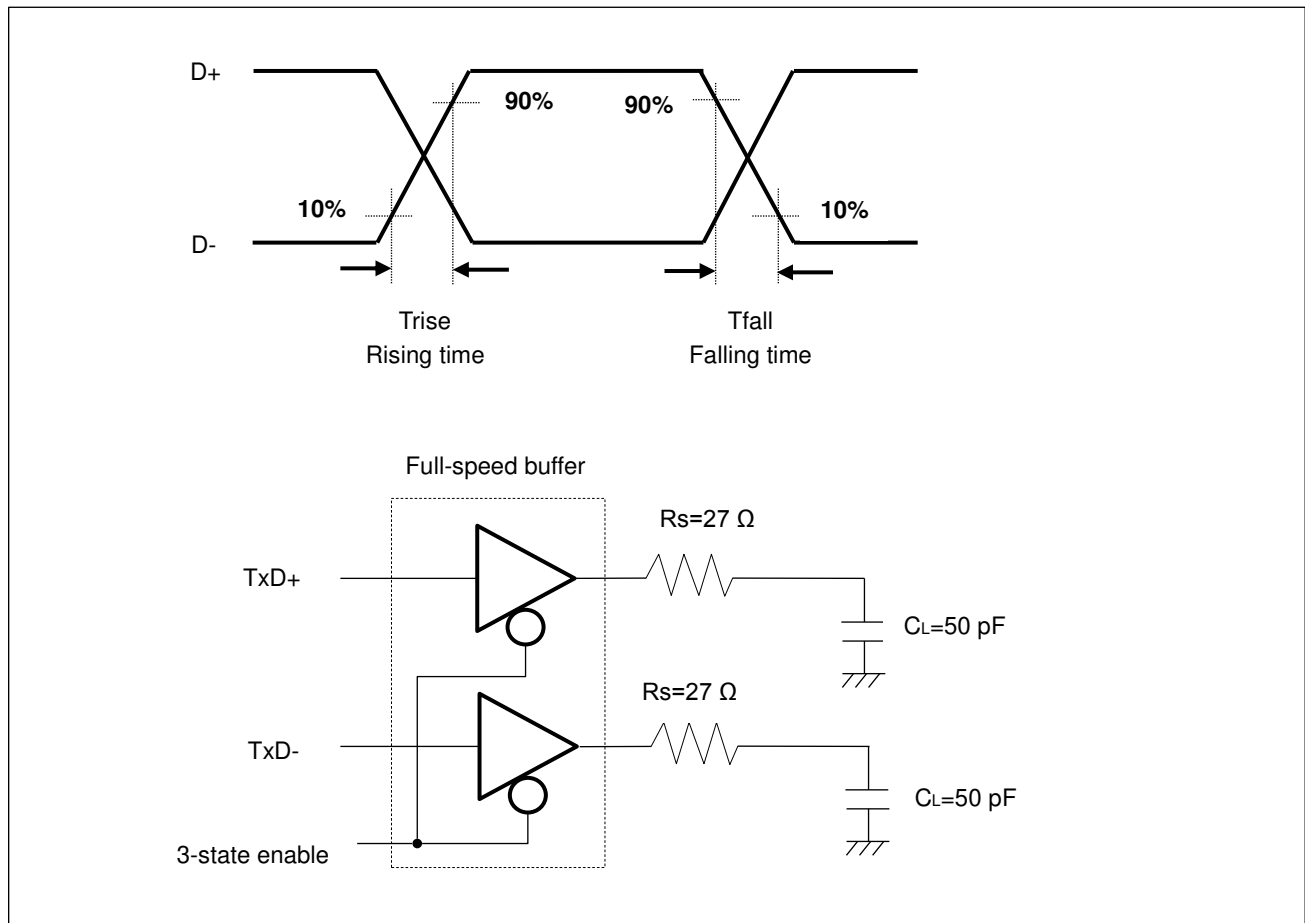 D+
90%
90%
10%
10%
D-
Trise
Rising time
Tfall
Falling time
Full-speed buffer
Rs=27 Ω
TxD+
CL=50 pF
Rs=27 Ω
TxD-
CL=50 pF
3-state enable